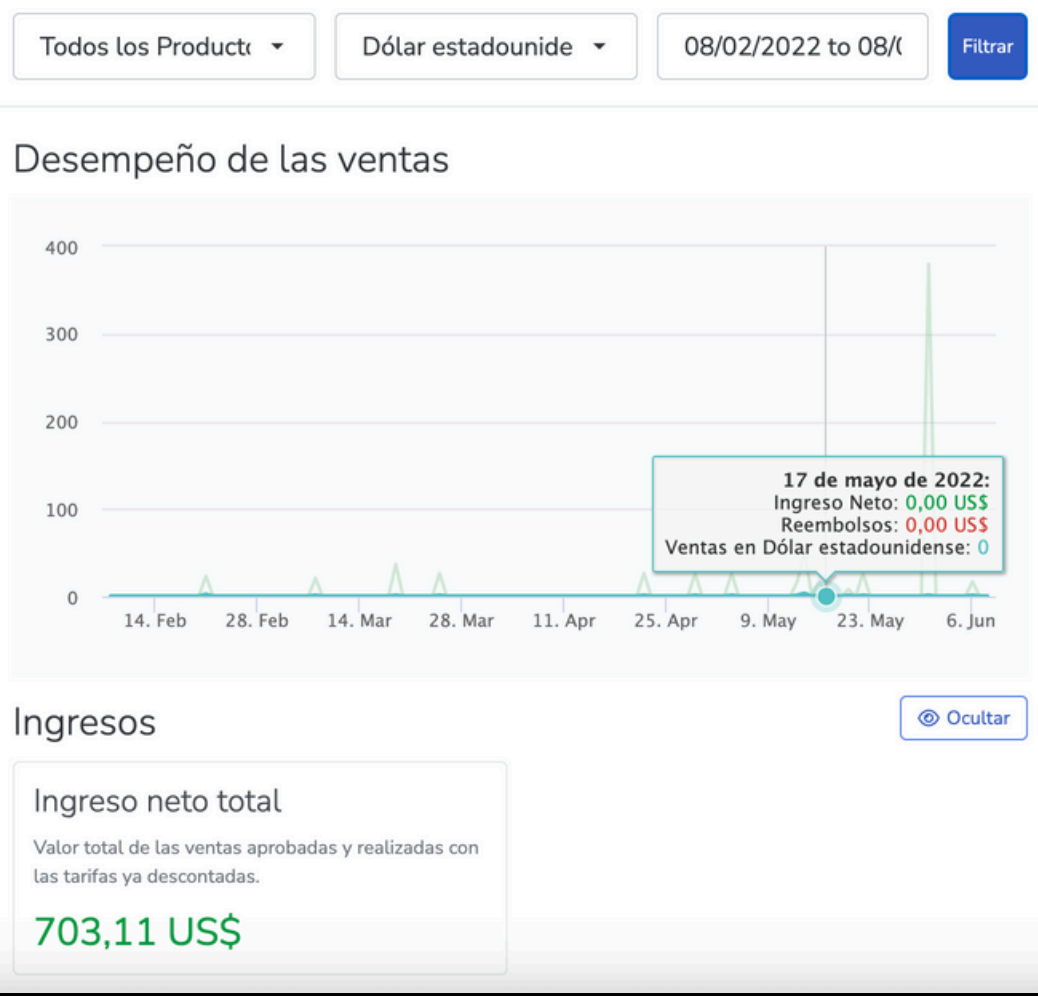 Todos los Product
Dólar estadounide
08/02/2022 to 08/
Filtrar
Desempeño de las ventas
400
300
200
100
0
17 de mayo de 2022:
Ingreso Neto: 0,00 US$
Reembolsos: 0,00 US$
Ventas en Dólar estadounidense: 0
14. Feb 28. Feb 14. Mar 28. Mar 11. Apr 25. Apr 9. May 23. May 6. Jun
Ingresos
Ocultar
Ingreso neto total
Valor total de las ventas aprobadas y realizadas con
las tarifas ya descontadas.
703,11 US$